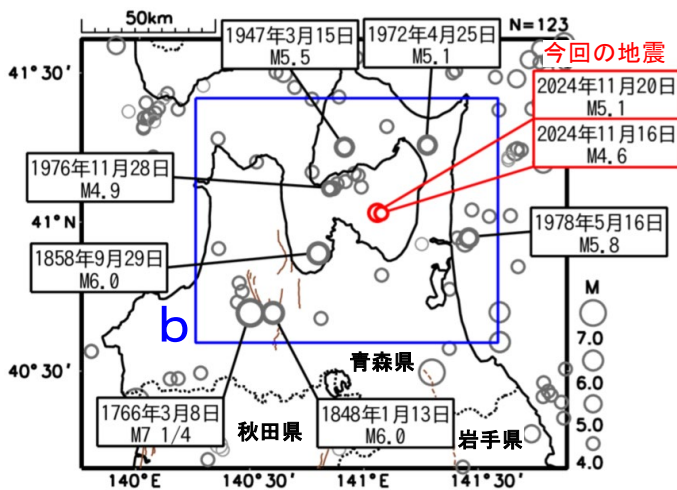 50km
N=123
1947年3月15日
M5.5
1972年4月25日
M5.1
今回の地震
41°30'
2024年11月20日
M5.1
2024年11月16日
M4.6
1976年11月28日
M4.9
41°N
1978年5月16日
M5.8
1858年9月29日
M6.0
b
M
7.0
6.0
5.0
4.0
40°30'
青森県
1766年3月8日
M7 1/4
秋田県
1848年1月13日
M6.0
岩手県
140°E
140°30'
141°E
141°30'